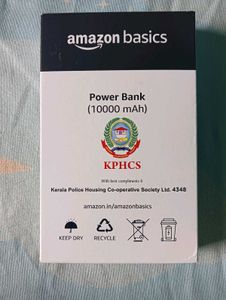 amazon basics
Power Bank
(10000 mAh)
KPHCS
With best compliments
Kerala Police Housing Co-operative Society Ltd. 4348
amazon.in/amazonbasics
KEEP DRY
RECYCLE